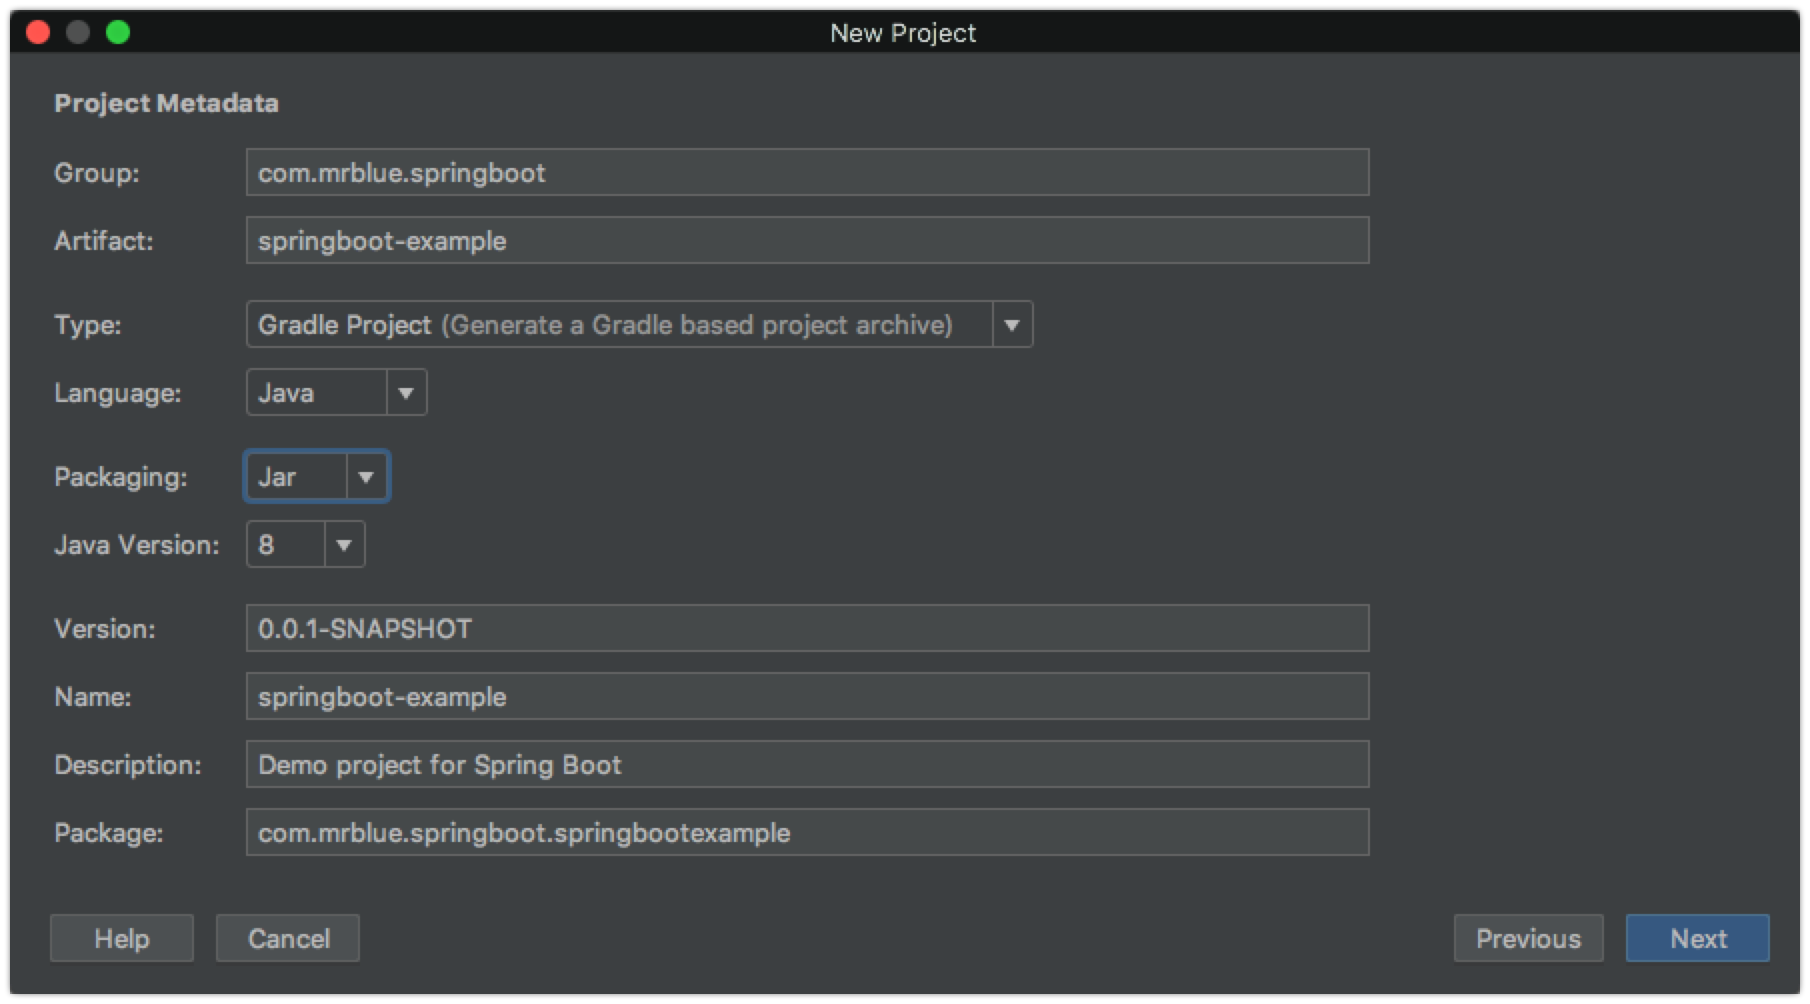 New Project
Project Metadata
Group: com.mrblue.springboot
Artifact: springboot-example
Type: Gradle Project (Generate a Gradle based project archive)
Language: Java
Packaging: Jar
Java Version: 8
Version: 0.0.1-SNAPSHOT
Name: springboot-example
Description: Demo project for Spring Boot
Package: com.mrblue.springboot.springbootexample
Help Cancel Previous Next